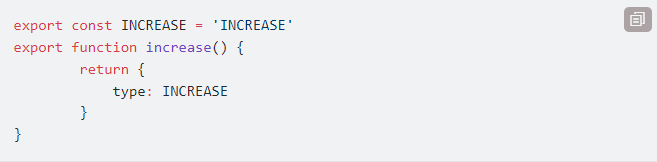 export const INCREASE = 'INCREASE'
export function increase() {
        return {
            type: INCREASE
        }
}